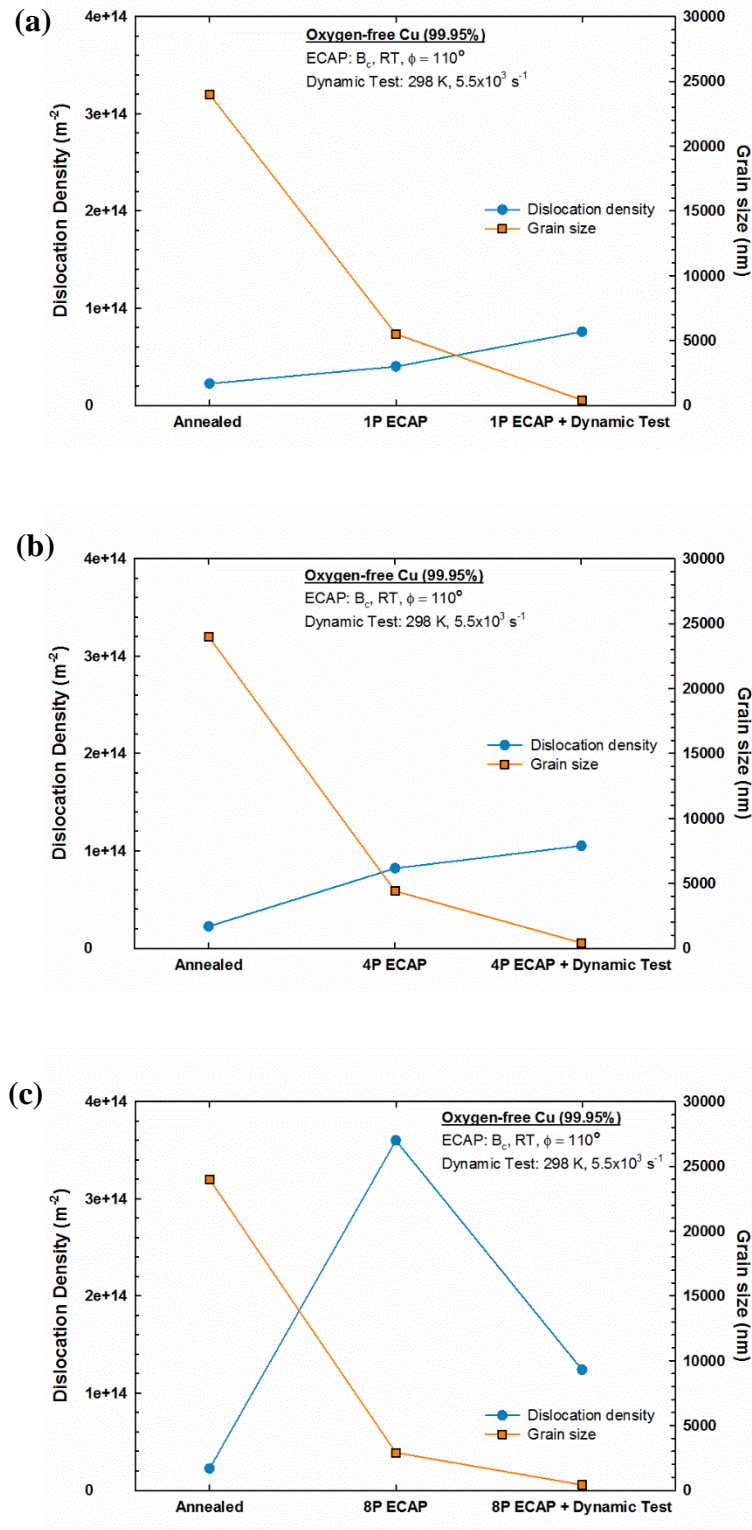 (a)
Oxygen-free Cu (99.95%)
ECAP: Bc, RT, ϕ = 110°
Dynamic Test: 298 K, 5.5x10³ s⁻¹
Dislocation density
Grain size
Dislocation Density (m⁻²)
4e+14
3e+14
2e+14
1e+14
0
Grain size (nm)
30000
25000
20000
15000
10000
5000
0
Annealed
1P ECAP
1P ECAP + Dynamic Test
(b)
Oxygen-free Cu (99.95%)
ECAP: Bc, RT, ϕ = 110°
Dynamic Test: 298 K, 5.5x10³ s⁻¹
Dislocation density
Grain size
Dislocation Density (m⁻²)
4e+14
3e+14
2e+14
1e+14
0
Grain size (nm)
30000
25000
20000
15000
10000
5000
0
Annealed
4P ECAP
4P ECAP + Dynamic Test
(c)
Oxygen-free Cu (99.95%)
ECAP: Bc, RT, ϕ = 110°
Dynamic Test: 298 K, 5.5x10³ s⁻¹
Dislocation density
Grain size
Dislocation Density (m⁻²)
4e+14
3e+14
2e+14
1e+14
0
Grain size (nm)
30000
25000
20000
15000
10000
5000
0
Annealed
8P ECAP
8P ECAP + Dynamic Test